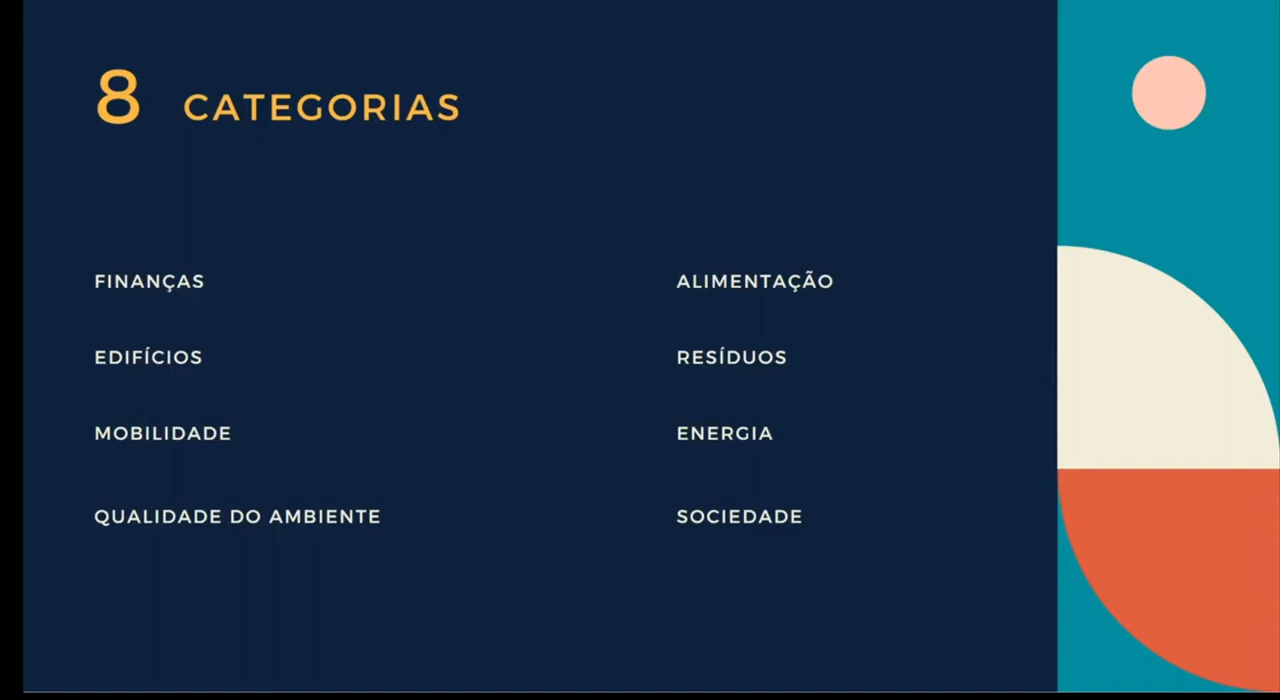 8 CATEGORIAS
FINANÇAS
EDIFÍCIOS
MOBILIDADE
QUALIDADE DO AMBIENTE
ALIMENTAÇÃO
RESÍDUOS
ENERGIA
SOCIEDADE